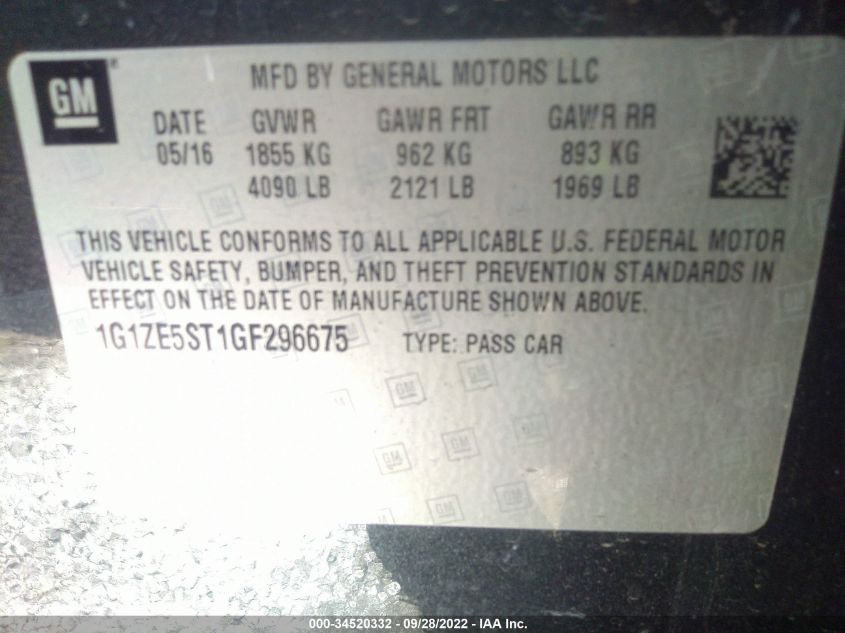 GM
MFD BY GENERAL MOTORS LLC
DATE GVWR GAWR FRT GAWR RR
05/16 1855 KG 962 KG 893 KG
4090 LB 2121 LB 1969 LB
THIS VEHICLE CONFORMS TO ALL APPLICABLE U.S. FEDERAL MOTOR
VEHICLE SAFETY, BUMPER, AND THEFT PREVENTION STANDARDS IN
EFFECT ON THE DATE OF MANUFACTURE SHOWN ABOVE.
1G1ZE5ST1GF296675 TYPE: PASS CAR
000-34520332 - 09/28/2022 - IAA Inc.